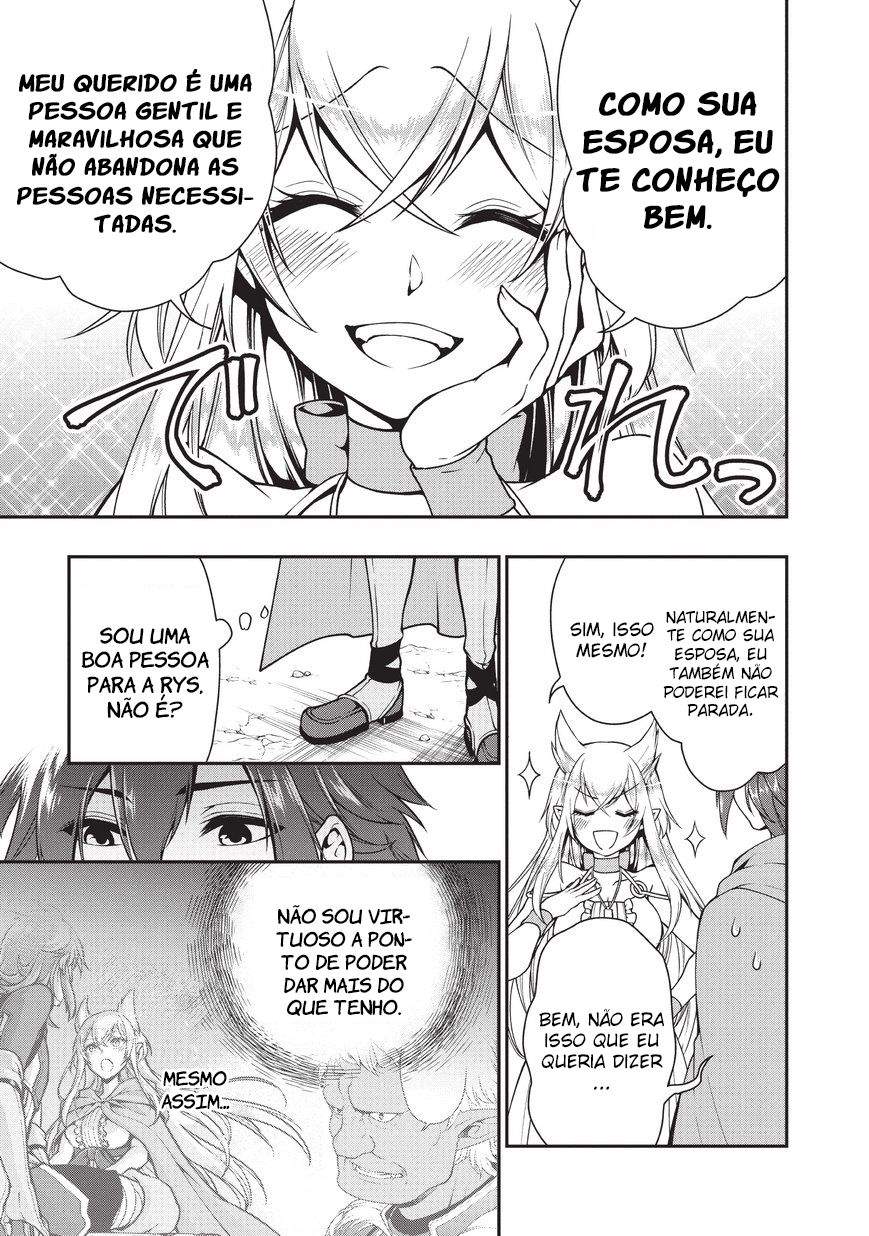 COMO SUA
ESPOSA, EU
TE CONHEÇO
BEM.
MEU QUERIDO É UMA
PESSOA GENTIL E
MARAVILHOSA QUE
NÃO ABANDONA AS
PESSOAS NECESSI-
TADAS.
でれっ
NATURALMEN-
TE COMO SUA
ESPOSA, EU
TAMBÉM NÃO
PODEREI FICAR
PARADA.
SIM, ISSO
MESMO!
BEM, NÃO ERA
ISSO QUE EU
QUERIA DIZER
...
SOU UMA
BOA PESSOA
PARA A RYS,
NÃO É?
NÃO SOU VIR-
TUOSO A PON-
TO DE PODER
DAR MAIS DO
QUE TENHO.
MESMO
ASSIM...